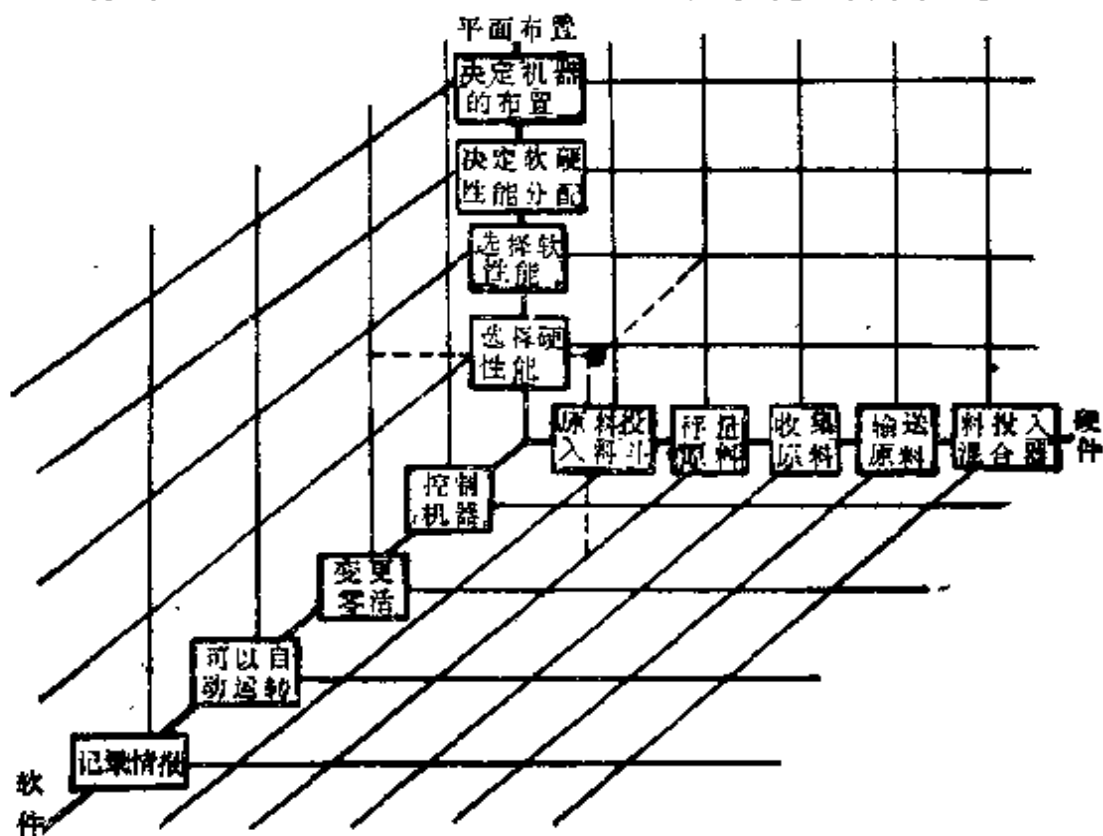 平面布置
决定机器
的布置
决定软硬
性能分配
选择软
性能
选择硬
性能
原料投
入料斗
秤量
原料
收集
原料
输送
原料
料投入
混合器
硬
件
控制
机器
变更
零活
可以自
动运转
记录情报
软
件